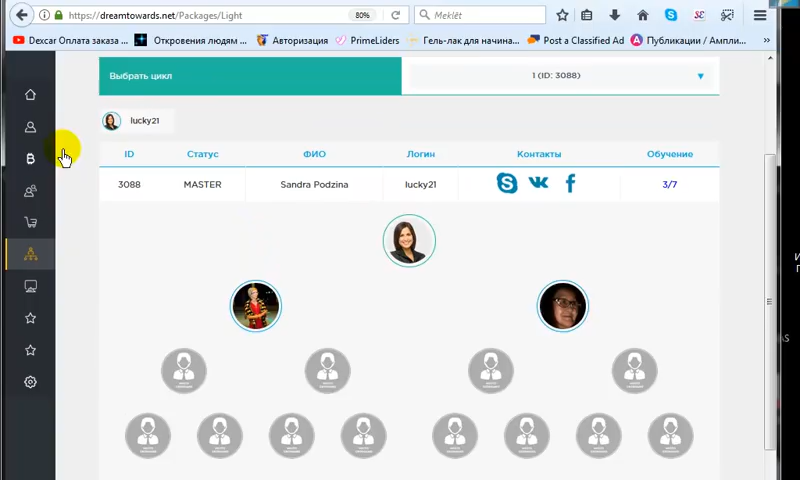 https://dreamtowards.net/Packages/Light
80%
Meklēt
Dexcar Оплата заказа ...
Откровения людям ...
Авторизация
PrimeLiders
Гель-лак для начина...
Post a Classified Ad
Публикации / Ампли...
Выбрать цикл
1 (ID: 3088)
lucky21
ID
Статус
ФИО
Логин
Контакты
Обучение
3088
MASTER
Sandra Podzina
lucky21
3/7